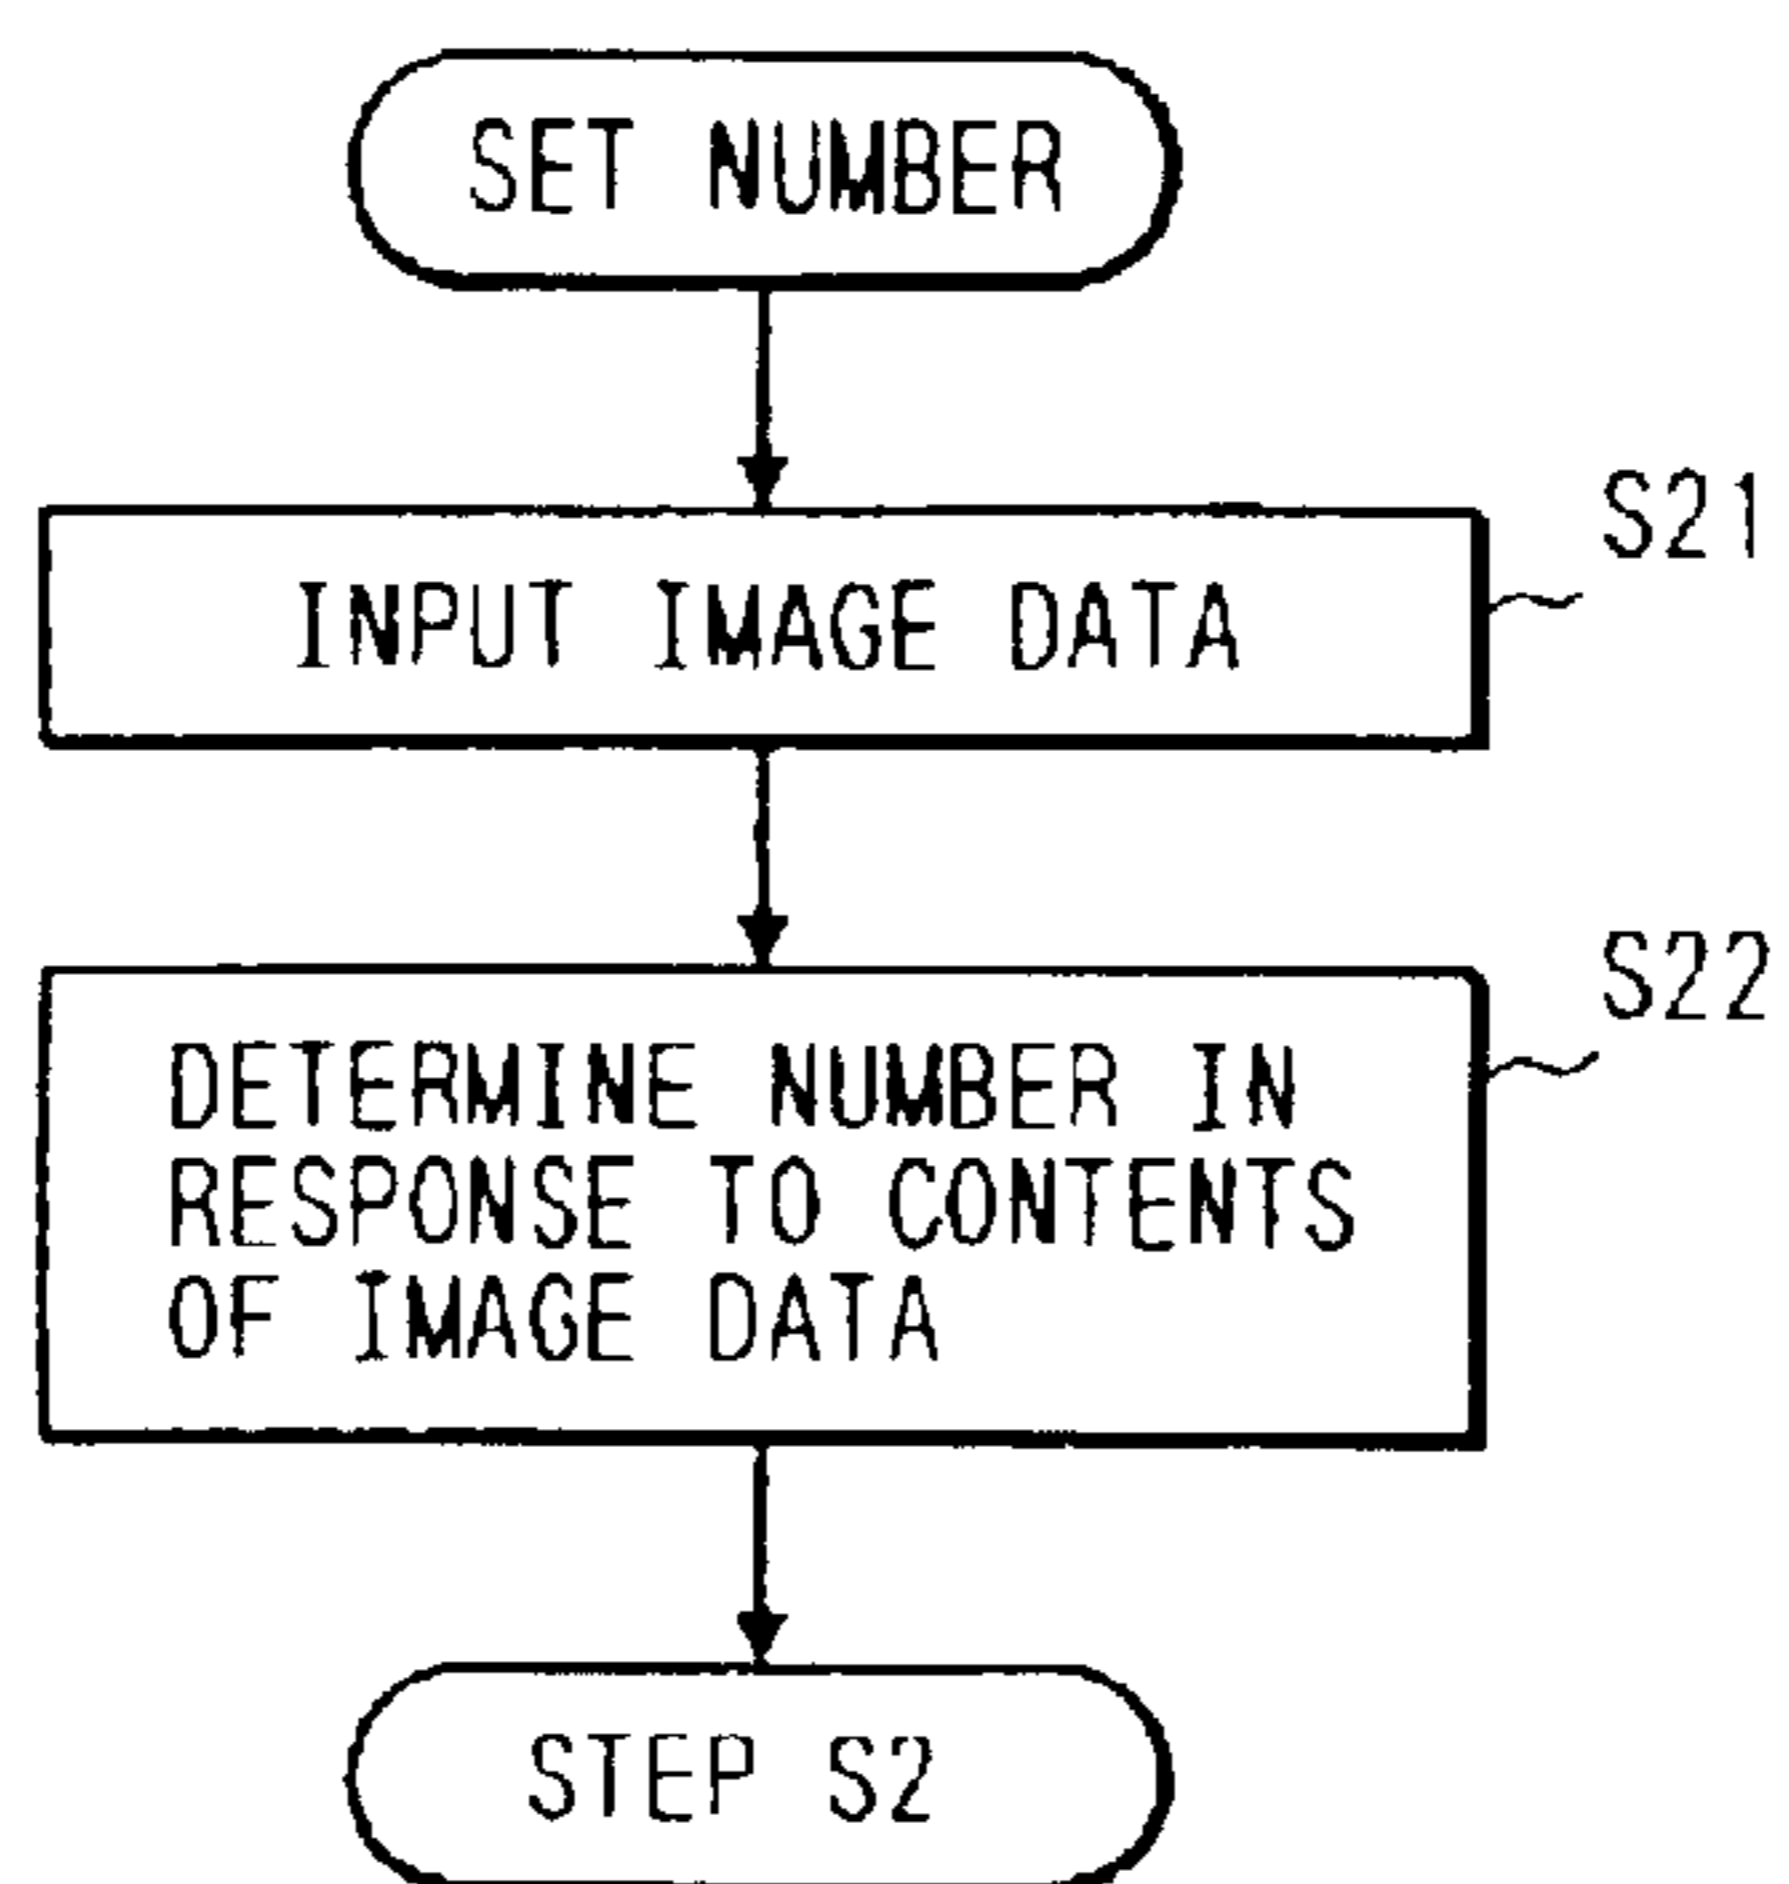 SET NUMBER
S21
INPUT IMAGE DATA
S22
DETERMINE NUMBER IN
RESPONSE TO CONTENTS
OF IMAGE DATA
STEP S2